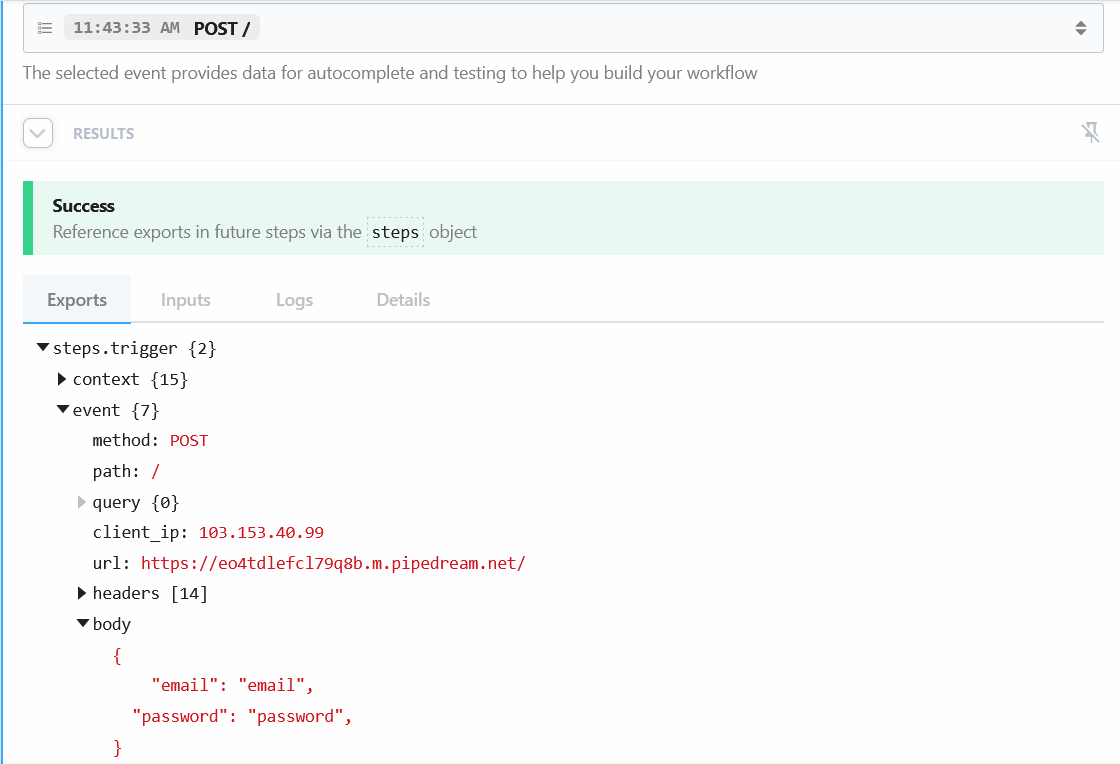 11:43:33 AM POST /
The selected event provides data for autocomplete and testing to help you build your workflow
RESULTS
Success
Reference exports in future steps via the steps object
Exports Inputs Logs Details
steps.trigger {2}
context {15}
event {7}
method: POST
path: /
query {0}
client_ip: 103.153.40.99
url: https://eo4tdlefcl79q8b.m.pipedream.net/
headers [14]
body
{
"email": "email",
"password": "password",
}